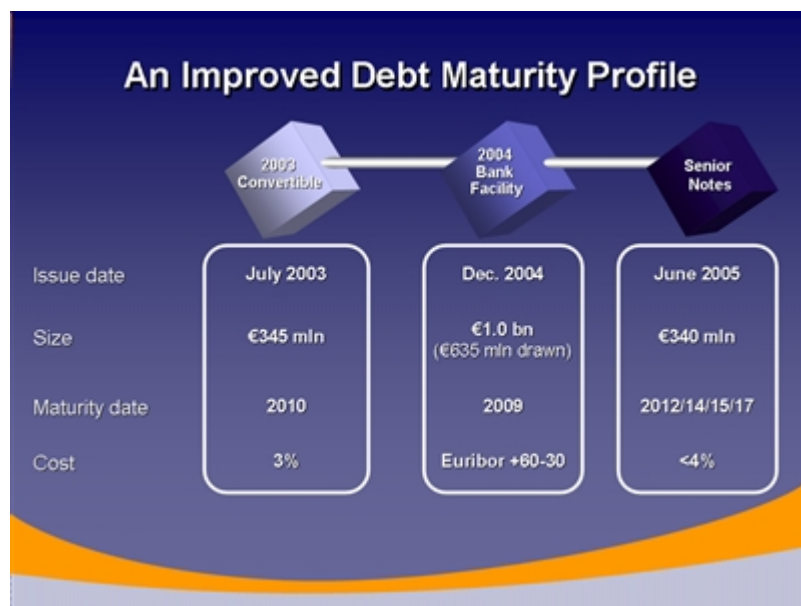 An Improved Debt Maturity Profile
2003
Convertible
2004
Bank
Facility
Senior
Notes
Issue date July 2003 Dec. 2004 June 2005
Size €345 mln €1.0 bn €340 mln
(€635 mln drawn)
Maturity date 2010 2009 2012/14/15/17
Cost 3% Euribor +60-30 <4%